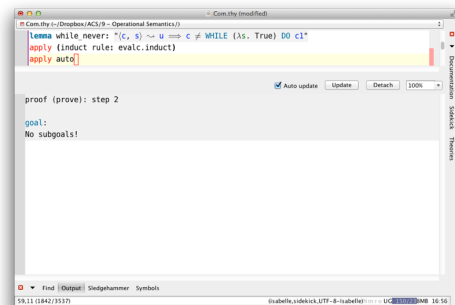 Com.thy (modified)
Com.thy (~/Dropbox/ACS/9 – Operational Semantics/)
lemma while_never: "⟨c, s⟩ ⇝ u ⟹ c ≠ WHILE (λs. True) DO c1"
apply (induct rule: evalc.induct)
apply auto
Auto update Update Detach 100%
proof (prove): step 2
goal:
No subgoals!
Documentation Sidekick Theories
Find Output Sledgehammer Symbols
59,11 (1842/3537) (isabelle,sidekick,UTF-8-Isabelle) UG MB 16:56